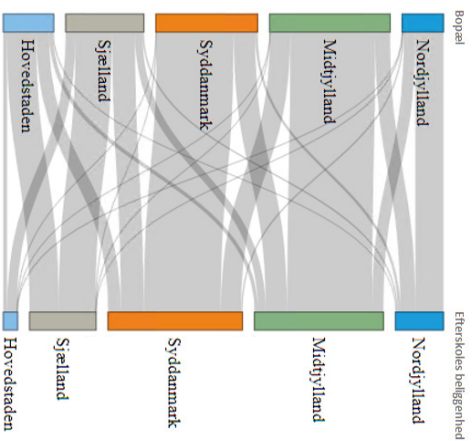 Bopæl
Hovedstaden
Sjælland
Syddanmark
Midtjylland
Nordjylland
Efterskoles beliggenhed
Hovedstaden
Sjælland
Syddanmark
Midtjylland
Nordjylland